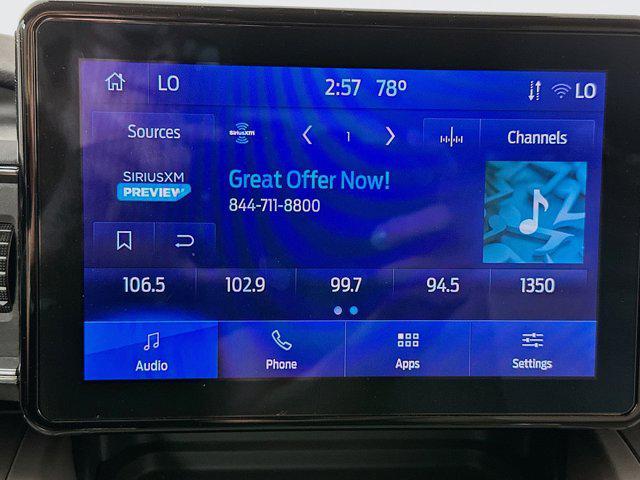 LO 2:57 78° LO
Sources SiriusXM 1 Channels
SIRIUSXM Great Offer Now!
PREVIEW 844-711-8800
106.5 102.9 99.7 94.5 1350
Audio Phone Apps Settings